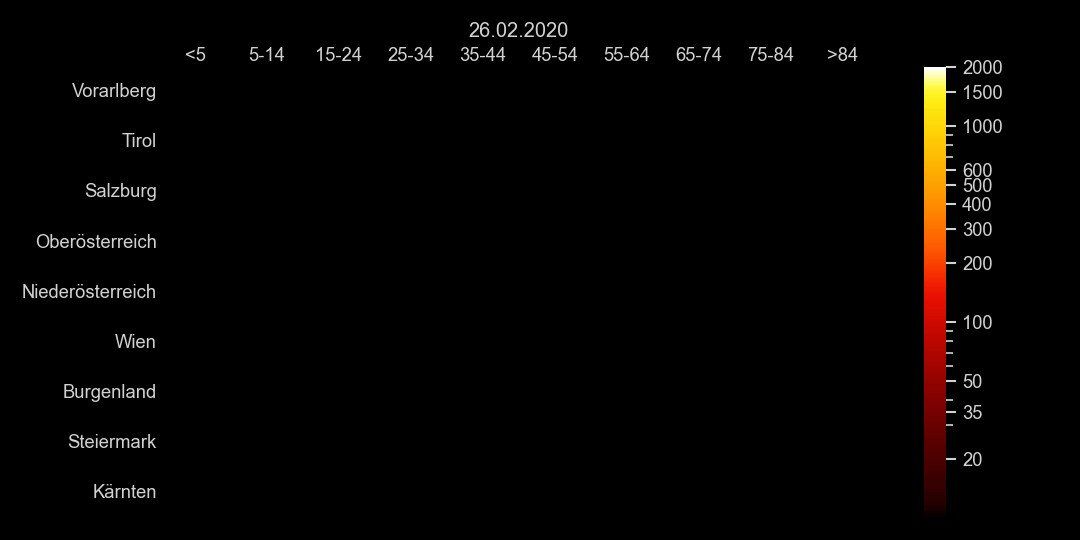 26.02.2020
<5 5-14 15-24 25-34 35-44 45-54 55-64 65-74 75-84 >84
Vorarlberg
Tirol
Salzburg
Oberösterreich
Niederösterreich
Wien
Burgenland
Steiermark
Kärnten
2000
1500
1000
600
500
400
300
200
100
50
35
20